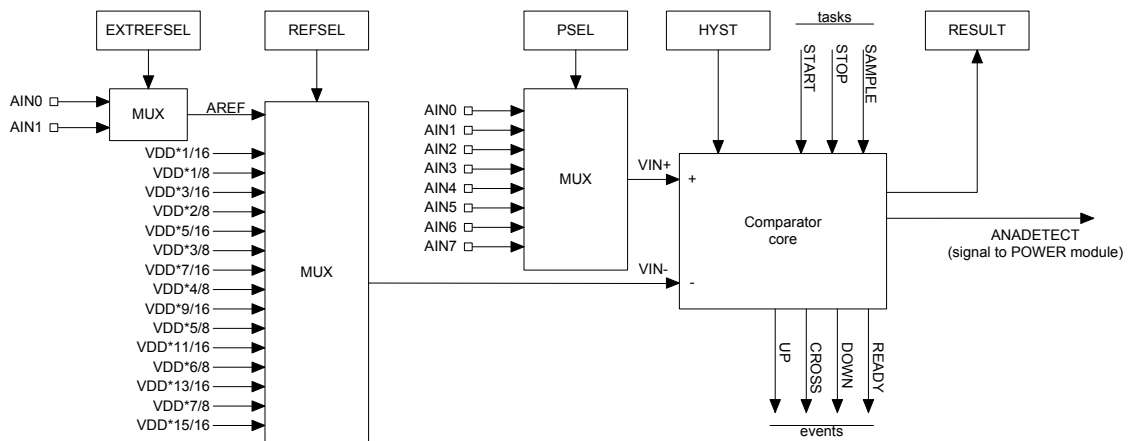 tasks
EXTREFSEL
REFSEL
PSEL
HYST
RESULT
START
STOP
SAMPLE
AIN0
AIN1
MUX
AREF
VDD*1/16
VDD*1/8
VDD*3/16
VDD*2/8
VDD*5/16
VDD*3/8
VDD*7/16
VDD*4/8
VDD*9/16
VDD*5/8
VDD*11/16
VDD*6/8
VDD*13/16
VDD*7/8
VDD*15/16
MUX
AIN0
AIN1
AIN2
AIN3
AIN4
AIN5
AIN6
AIN7
MUX
VIN+
VIN-
+
-
Comparator
core
ANADETECT
(signal to POWER module)
UP
CROSS
DOWN
READY
events